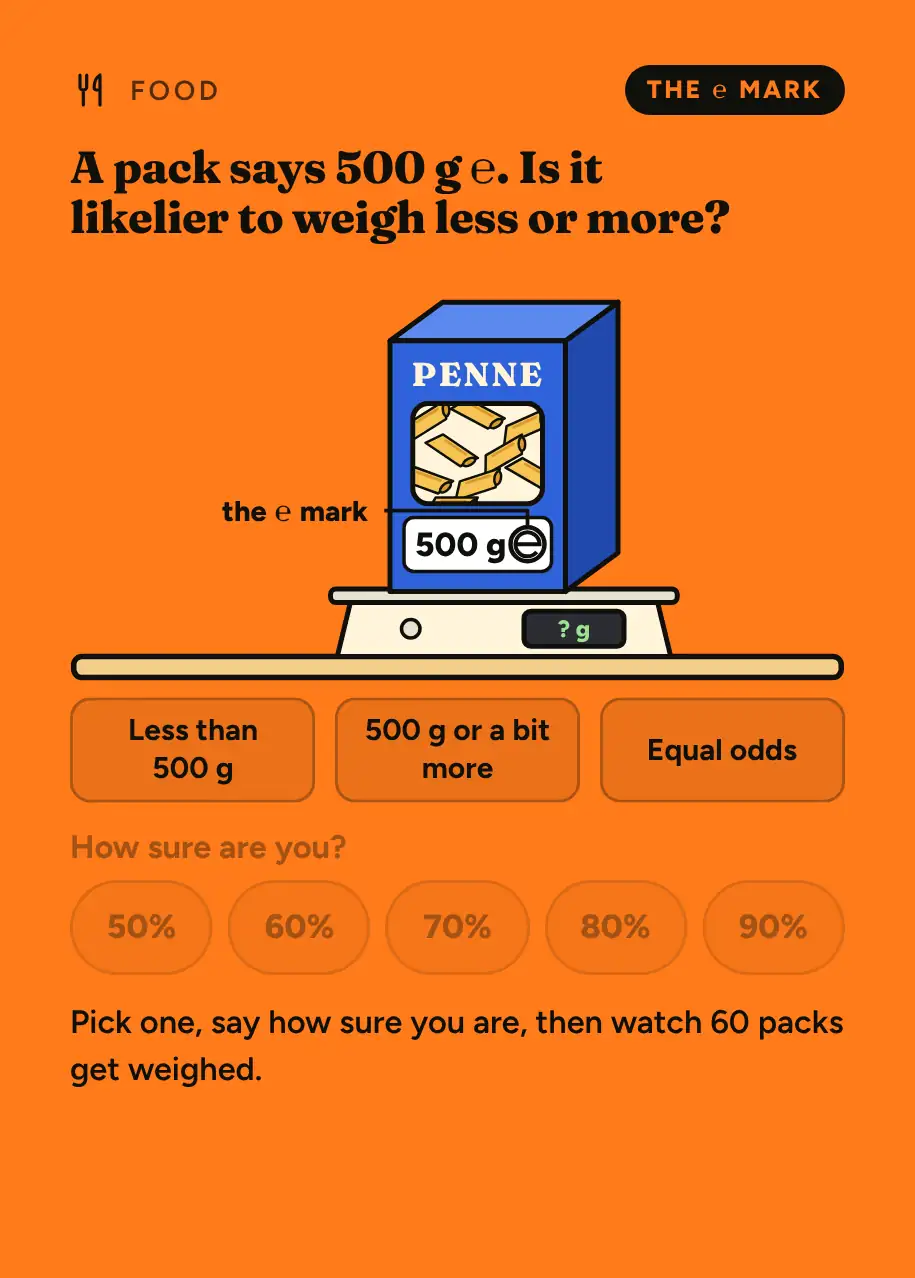 FOOD
THE ℮ MARK
A pack says 500 g ℮. Is it
likelier to weigh less or more?
PENNE
the ℮ mark
500 g ℮
? g
Less than
500 g
500 g or a bit
more
Equal odds
How sure are you?
50%
60%
70%
80%
90%
Pick one, say how sure you are, then watch 60 packs
get weighed.